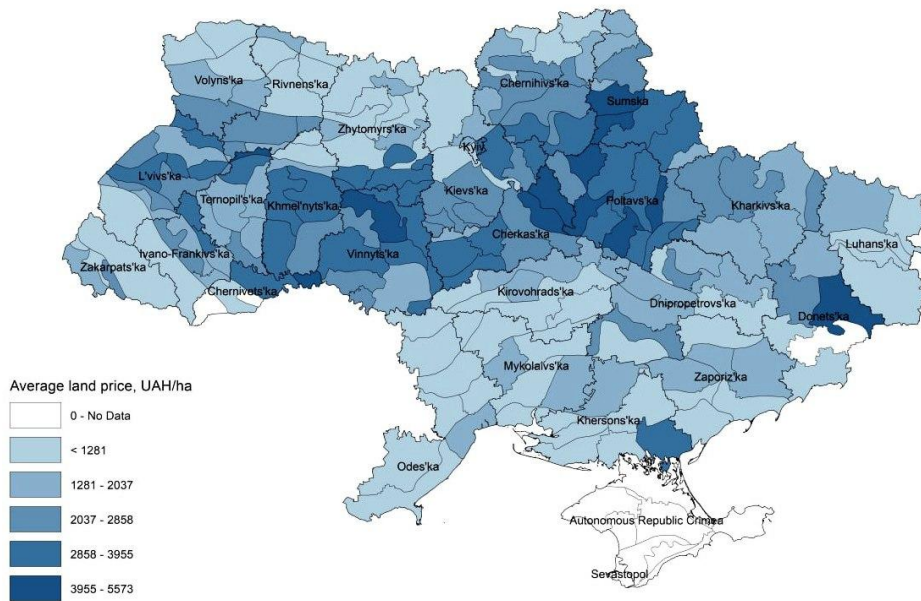 Volyns'ka
Rivnens'ka
Chernihivs'ka
Sumska
Zhytomyrs'ka
Kyiv
L'vivs'ka
Ternopil's'ka
Khmel'nyts'ka
Kievs'ka
Poltavs'ka
Kharkivs'ka
Cherkas'ka
Luhans'ka
Zakarpats'ka
Ivano-Frankivs'ka
Vinnyts'ka
Chernivets'ka
Kirovohrads'ka
Dnipropetrovs'ka
Donets'ka
Mykolaivs'ka
Zaporiz'ka
Khersons'ka
Odes'ka
Autonomous Republic Crimea
Sevastopol
Average land price, UAH/ha
0 - No Data
< 1281
1281 - 2037
2037 - 2858
2858 - 3955
3955 - 5573